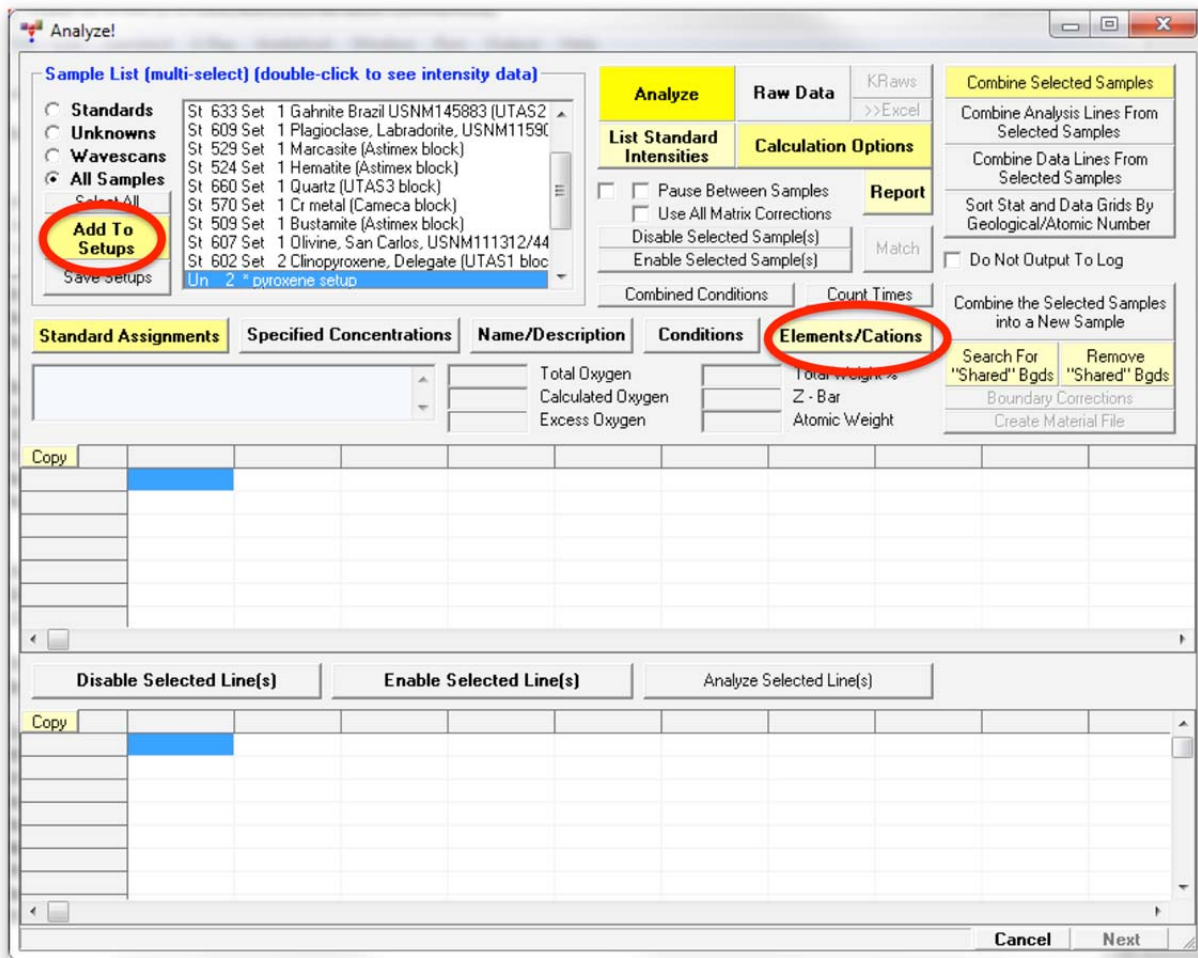 Analyze!
Sample List (multi-select) (double-click to see intensity data)
Standards
Unknowns
Wavescans
All Samples
Select All
Add To
Setups
Save Setups
St 633 Set 1 Gahnite Brazil USNM145883 (UTAS2
St 609 Set 1 Plagioclase, Labradorite, USNM11590
St 529 Set 1 Marcasite (Astimex block)
St 524 Set 1 Hematite (Astimex block)
St 660 Set 1 Quartz (UTAS3 block)
St 570 Set 1 Cr metal (Cameca block)
St 509 Set 1 Bustamite (Astimex block)
St 607 Set 1 Olivine, San Carlos, USNM111312/44
St 602 Set 2 Clinopyroxene, Delegate (UTAS1 bloc
Un 2 * pyroxene setup
Analyze
Raw Data
KRaws
>>Excel
List Standard
Intensities
Calculation Options
Pause Between Samples
Use All Matrix Corrections
Report
Disable Selected Sample(s)
Enable Selected Sample(s)
Match
Combined Conditions
Count Times
Combine Selected Samples
Combine Analysis Lines From
Selected Samples
Combine Data Lines From
Selected Samples
Sort Stat and Data Grids By
Geological/Atomic Number
Do Not Output To Log
Combine the Selected Samples
into a New Sample
Search For
"Shared" Bgds
Remove
"Shared" Bgds
Boundary Corrections
Create Material File
Standard Assignments
Specified Concentrations
Name/Description
Conditions
Elements/Cations
Total Oxygen
Calculated Oxygen
Excess Oxygen
Total Weight %
Z - Bar
Atomic Weight
Copy
Disable Selected Line(s)
Enable Selected Line(s)
Analyze Selected Line(s)
Copy
Cancel
Next